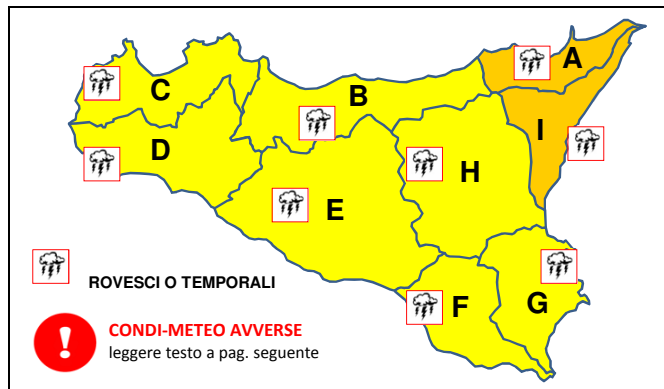 A
C
B
I
D
H
E
ROVESCI O TEMPORALI
F
G
CONDI-METEO AVVERSE
leggere testo a pag. seguente